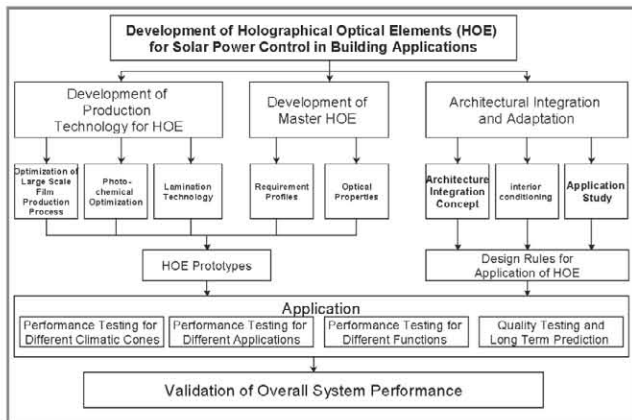 Development of Holographical Optical Elements (HOE)
for Solar Power Control in Building Applications
Development of
Production
Technology for HOE
Development of
Master HOE
Architectural Integration
and Adaptation
Optimization of
Large Scale
Film
Production
Process
Photo-
chemical
Optimization
Lamination
Technology
Requirement
Profiles
Optical
Properties
Architecture
Integration
Concept
interior
conditioning
Application
Study
HOE Prototypes
Design Rules for
Application of HOE
Application
Performance Testing for
Different Climatic Cones
Performance Testing for
Different Applications
Performance Testing for
Different Functions
Quality Testing and
Long Term Prediction
Validation of Overall System Performance